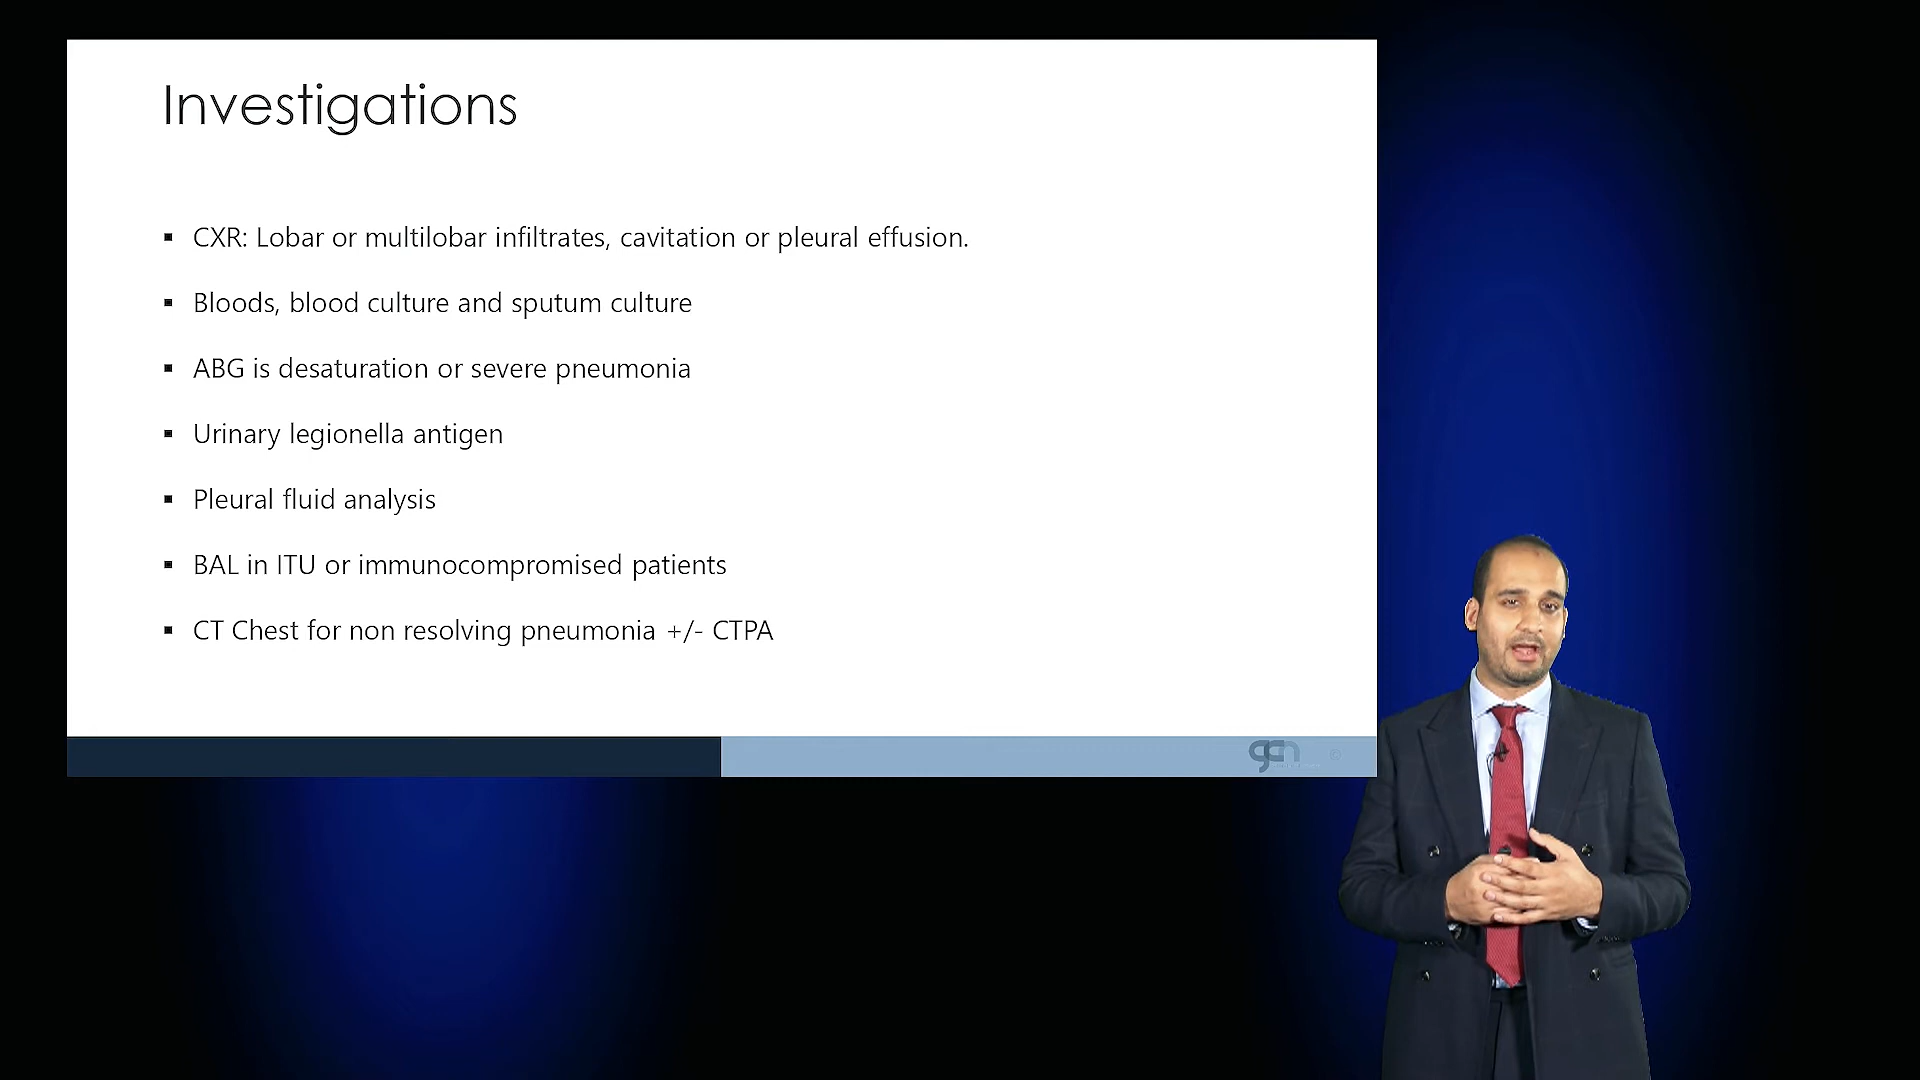 Investigations
▪ CXR: Lobar or multilobar infiltrates, cavitation or pleural effusion.
▪ Bloods, blood culture and sputum culture
▪ ABG is desaturation or severe pneumonia
▪ Urinary legionella antigen
▪ Pleural fluid analysis
▪ BAL in ITU or immunocompromised patients
▪ CT Chest for non resolving pneumonia +/- CTPA